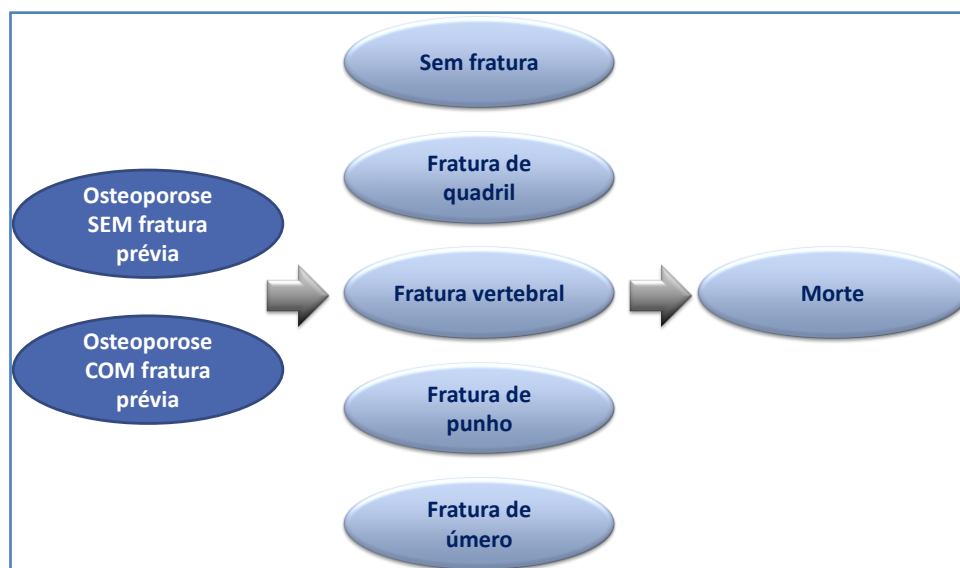 Osteoporose
SEM fratura
prévia
Osteoporose
COM fratura
prévia
Sem fratura
Fratura de
quadril
Fratura vertebral
Fratura de
punho
Fratura de
úmero
Morte